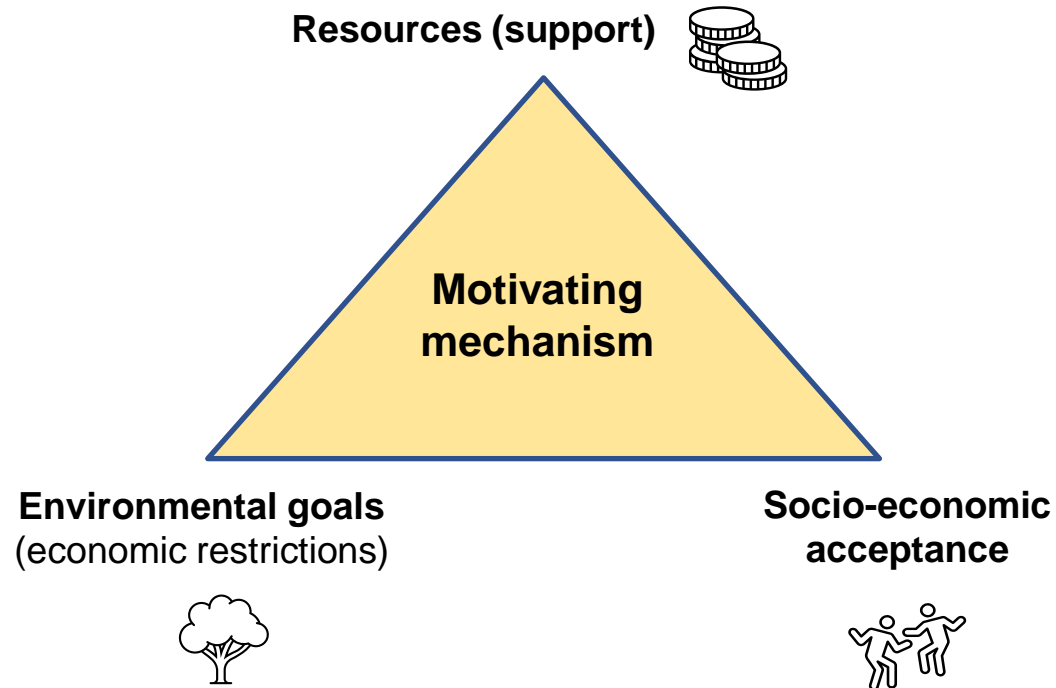 Resources (support)
Motivating
mechanism
Environmental goals
(economic restrictions)
Socio-economic
acceptance